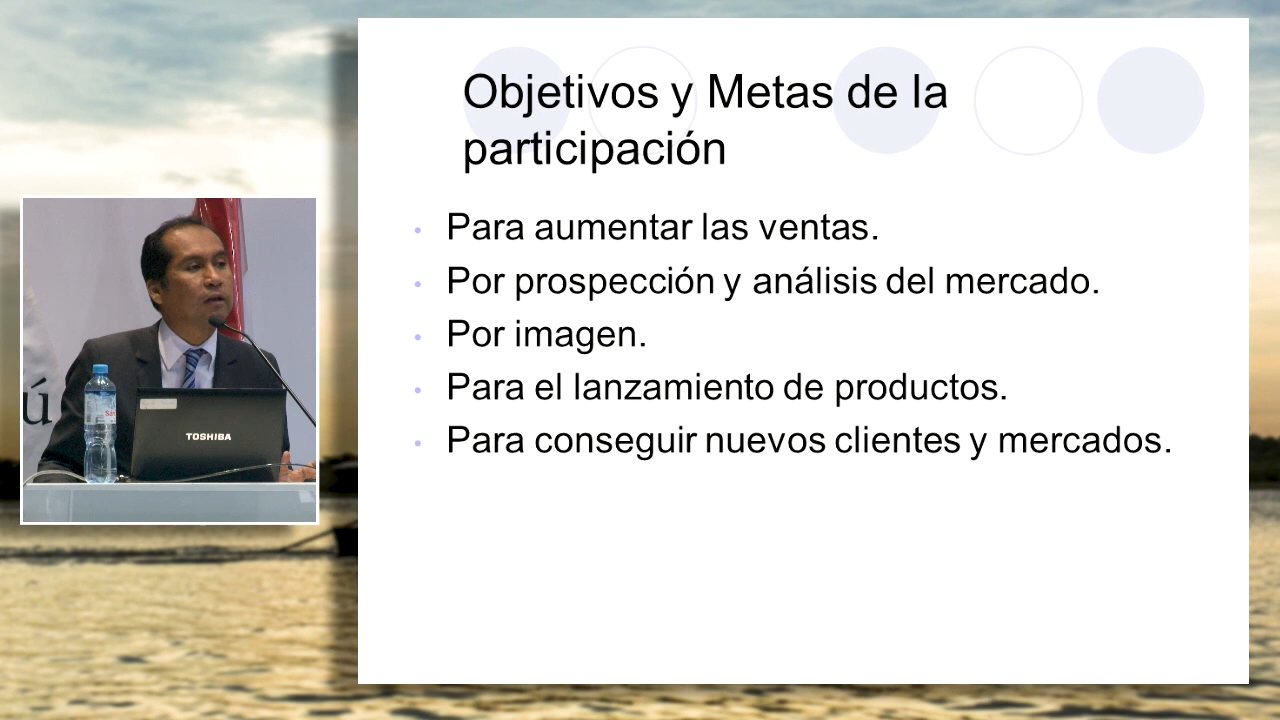 Objetivos y Metas de la
participación
• Para aumentar las ventas.
• Por prospección y análisis del mercado.
• Por imagen.
• Para el lanzamiento de productos.
• Para conseguir nuevos clientes y mercados.
ú
TOSHIBA